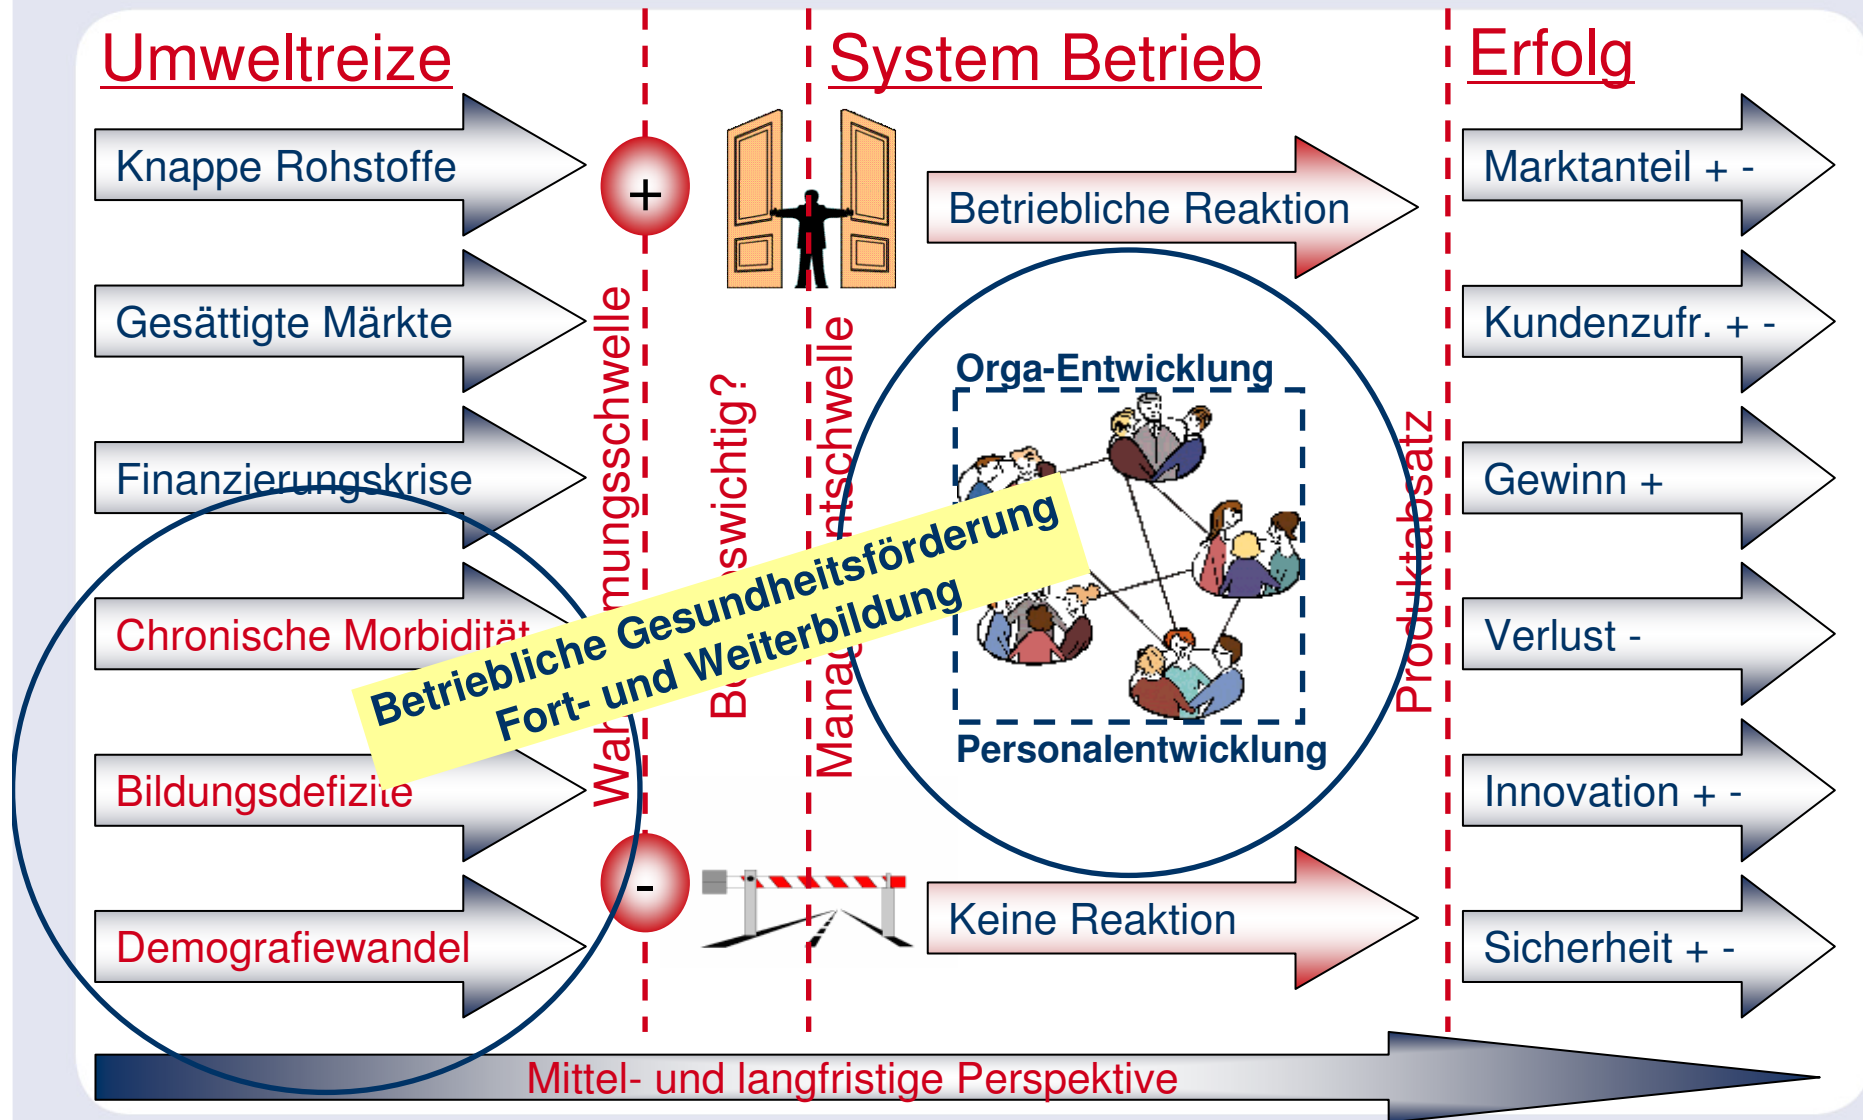 Umweltreize
System Betrieb
Erfolg
Knappe Rohstoffe
Gesättigte Märkte
Finanzierungskrise
Chronische Morbidität
Bildungsdefizite
Demografiewandel
+
-
Betriebliche Reaktion
Orga-Entwicklung
Personalentwicklung
Keine Reaktion
Betriebliche Gesundheitsförderung
Fort- und Weiterbildung
Produktabsatz
Marktanteil + -
Kundenzufr. + -
Gewinn +
Verlust -
Innovation + -
Sicherheit + -
Mittel- und langfristige Perspektive